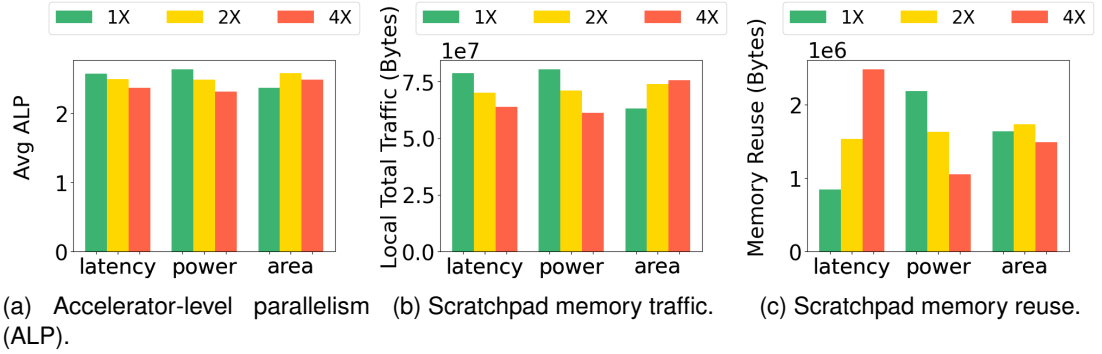 1X 2X 4X
Avg ALP
2
1
0
latency power area
(a) Accelerator-level parallelism
(ALP).
1X 2X 4X
1e7
Local Total Traffic (Bytes)
7.5
5.0
2.5
0.0
latency power area
(b) Scratchpad memory traffic.
1X 2X 4X
1e6
Memory Reuse (Bytes)
2
1
0
latency power area
(c) Scratchpad memory reuse.